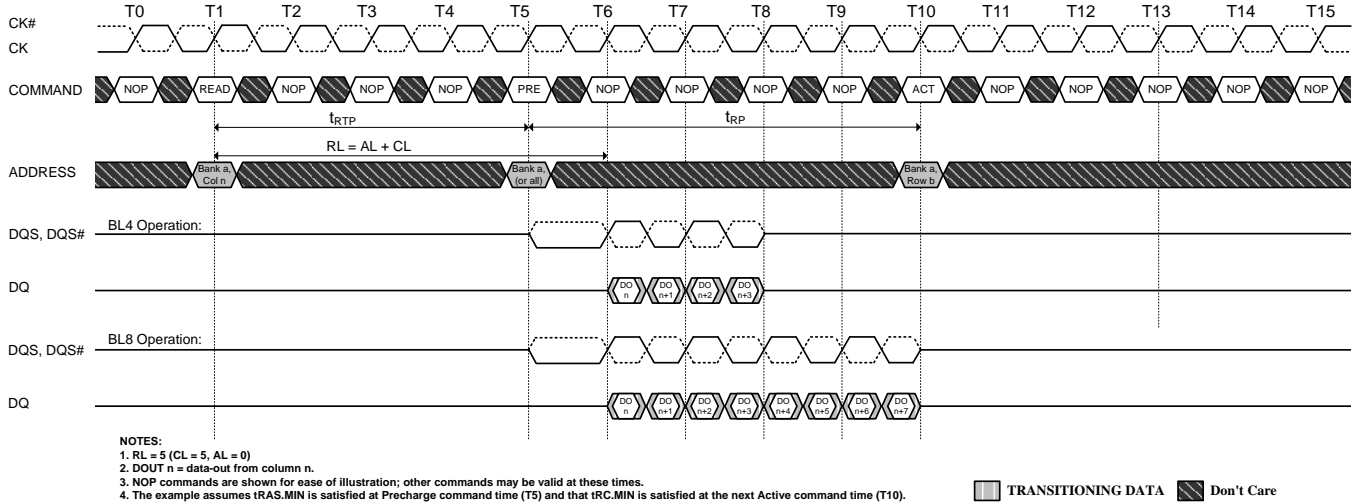 T0 T1 T2 T3 T4 T5 T6 T7 T8 T9 T10 T11 T12 T13 T14 T15
CK#
CK
COMMAND NOP READ NOP NOP NOP PRE NOP NOP NOP NOP ACT NOP NOP NOP NOP NOP
tRTP tRP
RL = AL + CL
ADDRESS
Bank a, Col n
Bank a, (or all)
Bank a, Row b
BL4 Operation:
DQS, DQS#
DQ DO n DO n+1 DO n+2 DO n+3
BL8 Operation:
DQS, DQS#
DQ DO n DO n+1 DO n+2 DO n+3 DO n+4 DO n+5 DO n+6 DO n+7
NOTES:
1. RL = 5 (CL = 5, AL = 0)
2. DOUT n = data-out from column n.
3. NOP commands are shown for ease of illustration; other commands may be valid at these times.
4. The example assumes tRAS.MIN is satisfied at Precharge command time (T5) and that tRC.MIN is satisfied at the next Active command time (T10).
TRANSITIONING DATA Don't Care